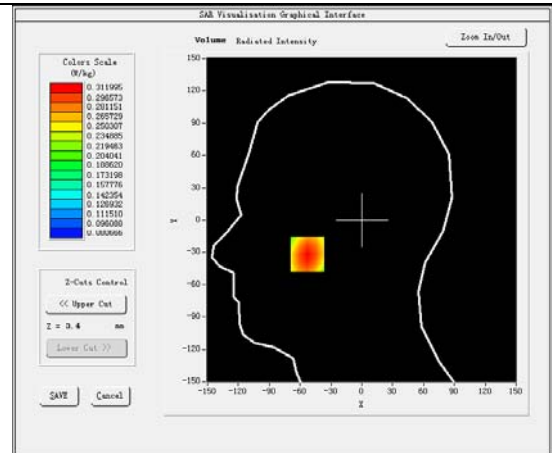 SAR Visualisation Graphical Interface
Volume Radiated Intensity
Zoom In/Out
Colors Scale
(W/kg)
0.311995
0.296573
0.281151
0.265729
0.250307
0.234885
0.219463
0.204041
0.188620
0.173198
0.157776
0.142354
0.126932
0.111510
0.096088
0.080666
Z-Cuts Control
<< Upper Cut
Z = 3.4 mm
Lower Cut >>
SAVE Cancel
150
120
90
60
30
0
-30
-60
-90
-120
-150
Y
-150 -120 -90 -60 -30 0 30 60 90 120 150
X